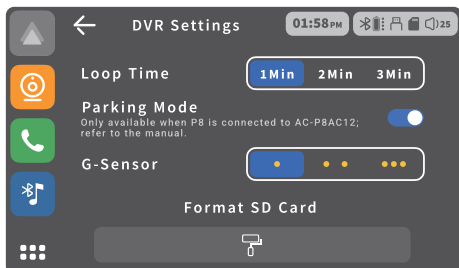 DVR Settings
01:58PM
25
Loop Time
1Min 2Min 3Min
Parking Mode
Only available when P8 is connected to AC-P8AC12;
refer to the manual.
G-Sensor
Format SD Card